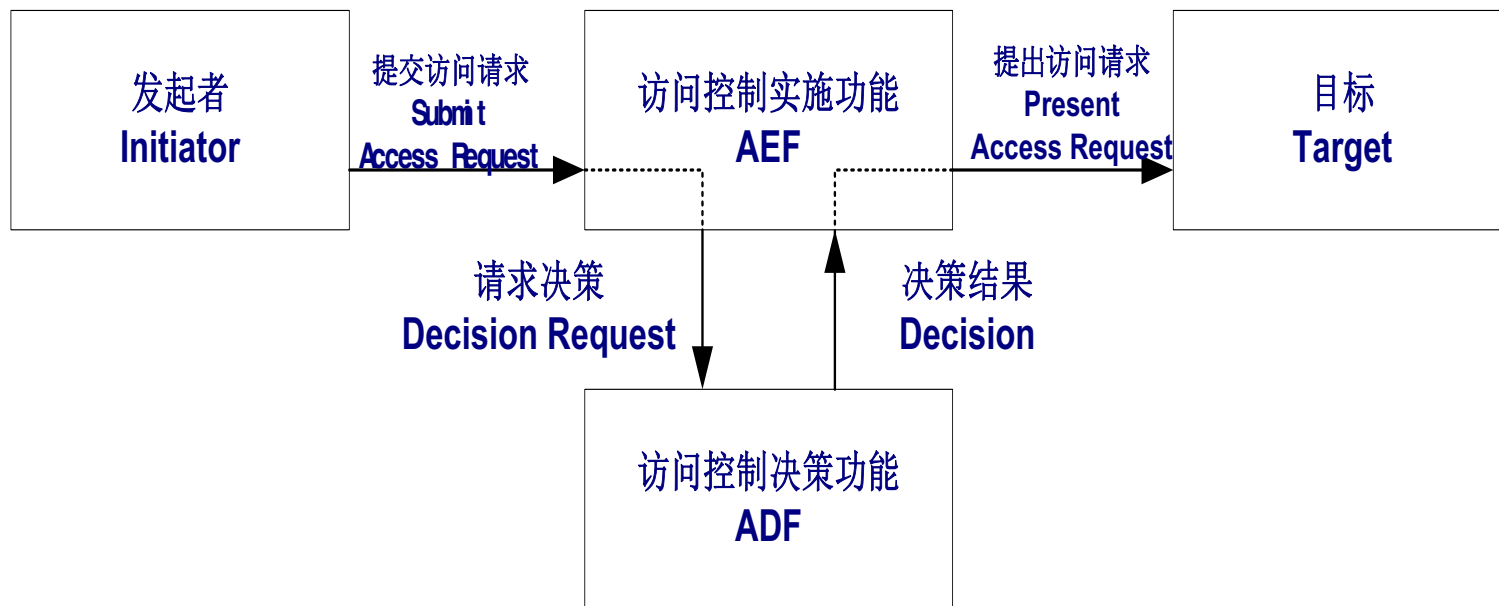 发起者
Initiator
提交访问请求
Submit
Access Request
访问控制实施功能
AEF
提出访问请求
Present
Access Request
目标
Target
请求决策
Decision Request
决策结果
Decision
访问控制决策功能
ADF